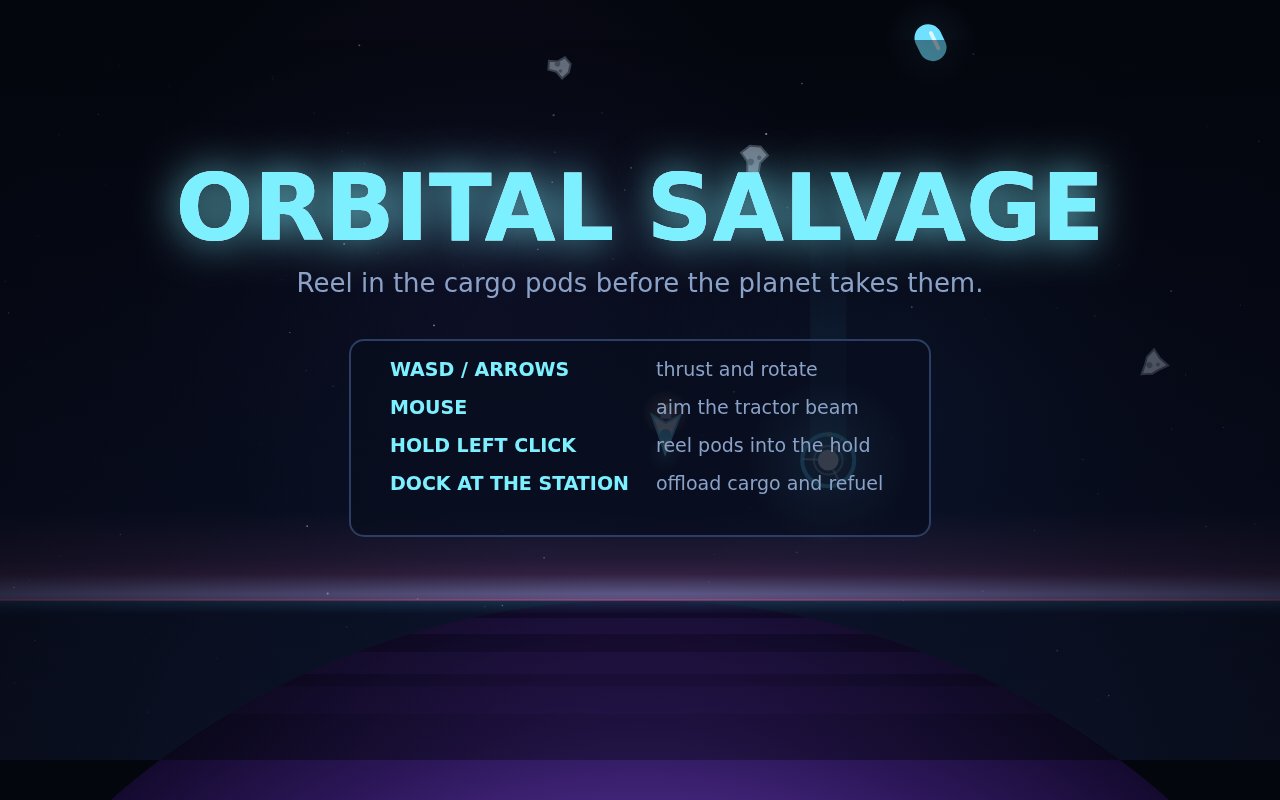 ORBITAL SALVAGE
Reel in the cargo pods before the planet takes them.
WASD / ARROWS thrust and rotate
MOUSE aim the tractor beam
HOLD LEFT CLICK reel pods into the hold
DOCK AT THE STATION offload cargo and refuel